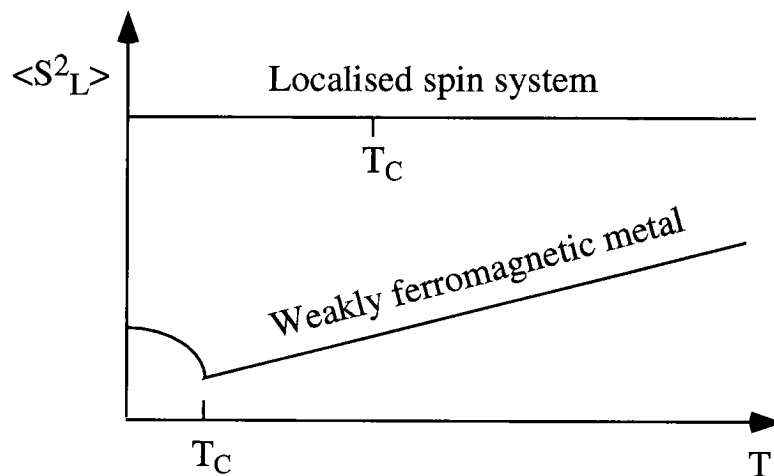 <S²L>
Localised spin system
TC
Weakly ferromagnetic metal
TC
T